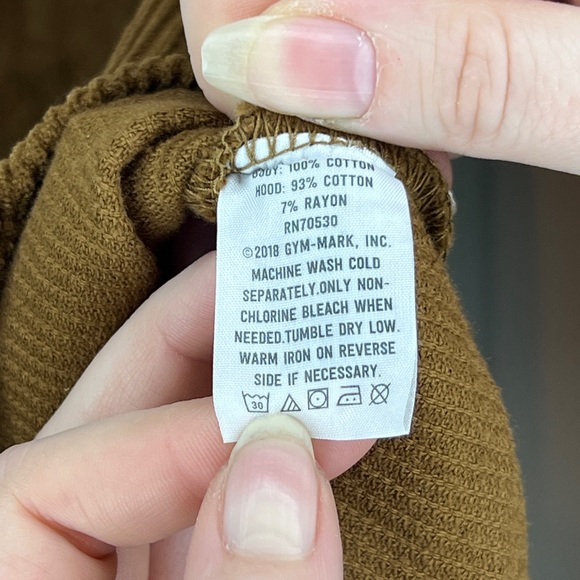 BODY: 100% COTTON
HOOD: 93% COTTON
7% RAYON
RN70530
©2018 GYM-MARK, INC.
MACHINE WASH COLD
SEPARATELY.ONLY NON-
CHLORINE BLEACH WHEN
NEEDED.TUMBLE DRY LOW.
WARM IRON ON REVERSE
SIDE IF NECESSARY.
30